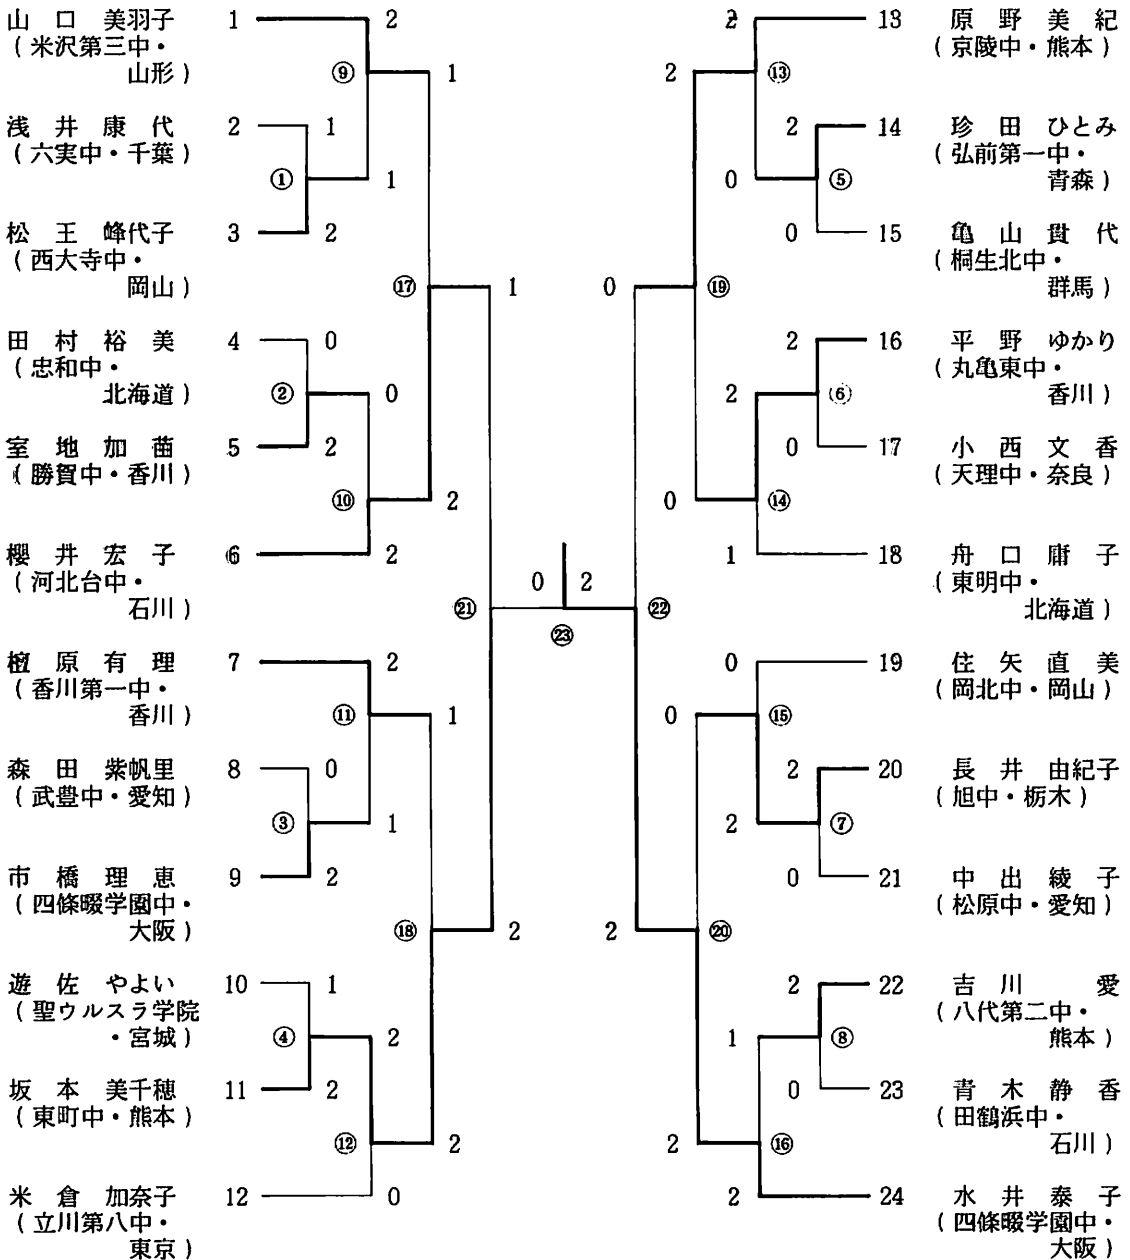 山口 美羽子 1 2
(米沢第三中・
山形)
⑨ 1
浅井康代 2 1
(六実中・千葉)
① 1
松王 峰代子 3 2
(西大寺中・
岡山)
⑰ 1
田村裕美 4 0
(忠和中・
北海道)
② 0
室地加苗 5 2
(勝賀中・香川)
⑩ 2
櫻井宏子 6 2
(河北台中・
石川)
㉑
0 2
㉓
原有理 7 2
(香川第一中・
香川)
⑪ 1
森田 紫帆里 8 0
(武豊中・愛知)
③ 1
市橋理恵 9 2
(四條畷学園中・
大阪)
⑱ 2
遊佐 やよい 10 1
(聖ウルスラ学院
・宮城)
④ 2
坂本 美千穂 11 2
(東町中・熊本)
⑫ 2
米倉 加奈子 12 0
(立川第八中・
東京)
2 13 原野美紀
(京陵中・熊本)
2 ⑬
2 14 珍田 ひとみ
(弘前第一中・
青森)
0 ⑤
0 15 亀山貴代
(桐生北中・
群馬)
0 ⑲
2 16 平野 ゆかり
(丸亀東中・
香川)
2 ⑥
0 17 小西文香
(天理中・奈良)
0 ⑭
1 18 舟口庸子
(東明中・
北海道)
㉒
0 19 住矢直美
(岡北中・岡山)
0 ⑮
2 20 長井 由紀子
(旭中・栃木)
2 ⑦
0 21 中出綾子
(松原中・愛知)
2 ⑳
2 22 吉川愛
(八代第二中・
熊本)
1 ⑧
0 23 青木静香
(田鶴浜中・
石川)
2 ⑯
2 24 水井泰子
(四條畷学園中・
大阪)